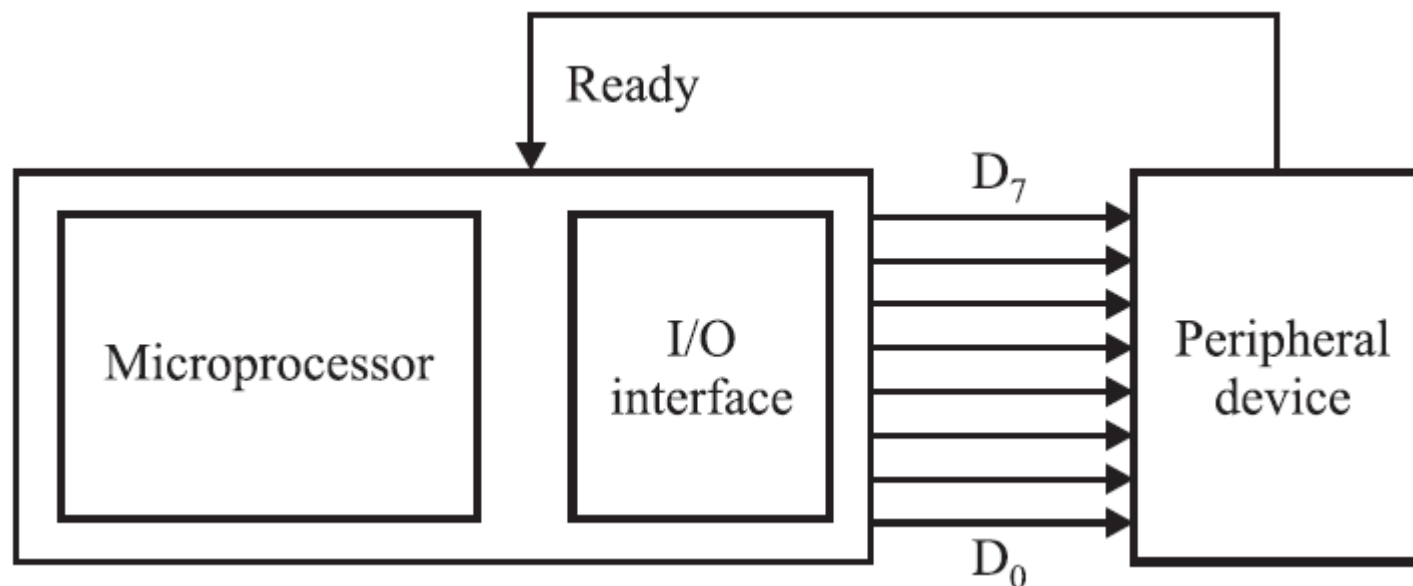 Ready
D₇
Microprocessor
I/O
interface
Peripheral
device
D₀